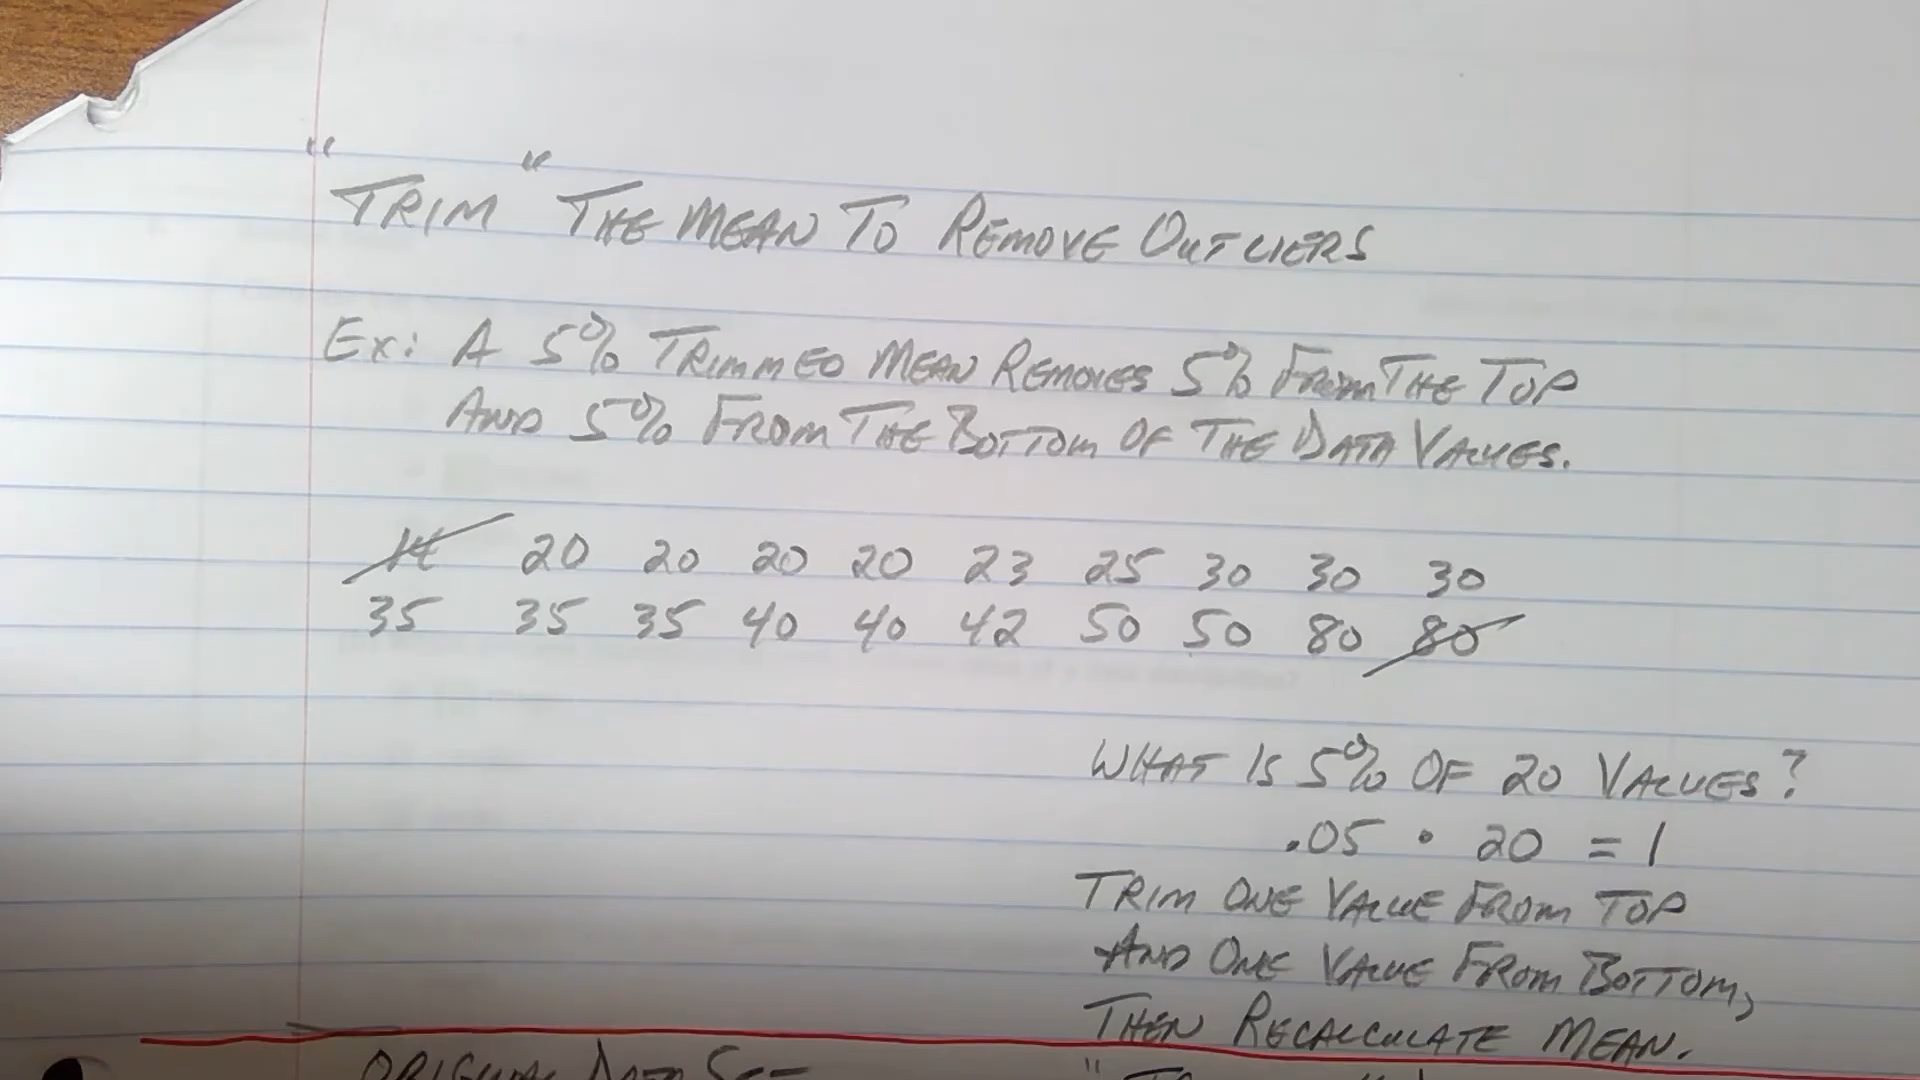 "TRIM" THE MEAN TO REMOVE OUTLIERS
EX: A 5% TRIMMED MEAN REMOVES 5% FROM THE TOP
AND 5% FROM THE BOTTOM OF THE DATA VALUES.
14 20 20 20 20 23 25 30 30 30
35 35 35 40 40 42 50 50 80 80
WHAT IS 5% OF 20 VALUES?
.05 • 20 = 1
TRIM ONE VALUE FROM TOP
AND ONE VALUE FROM BOTTOM,
THEN RECALCULATE MEAN.
ORIGINAL DATA SET